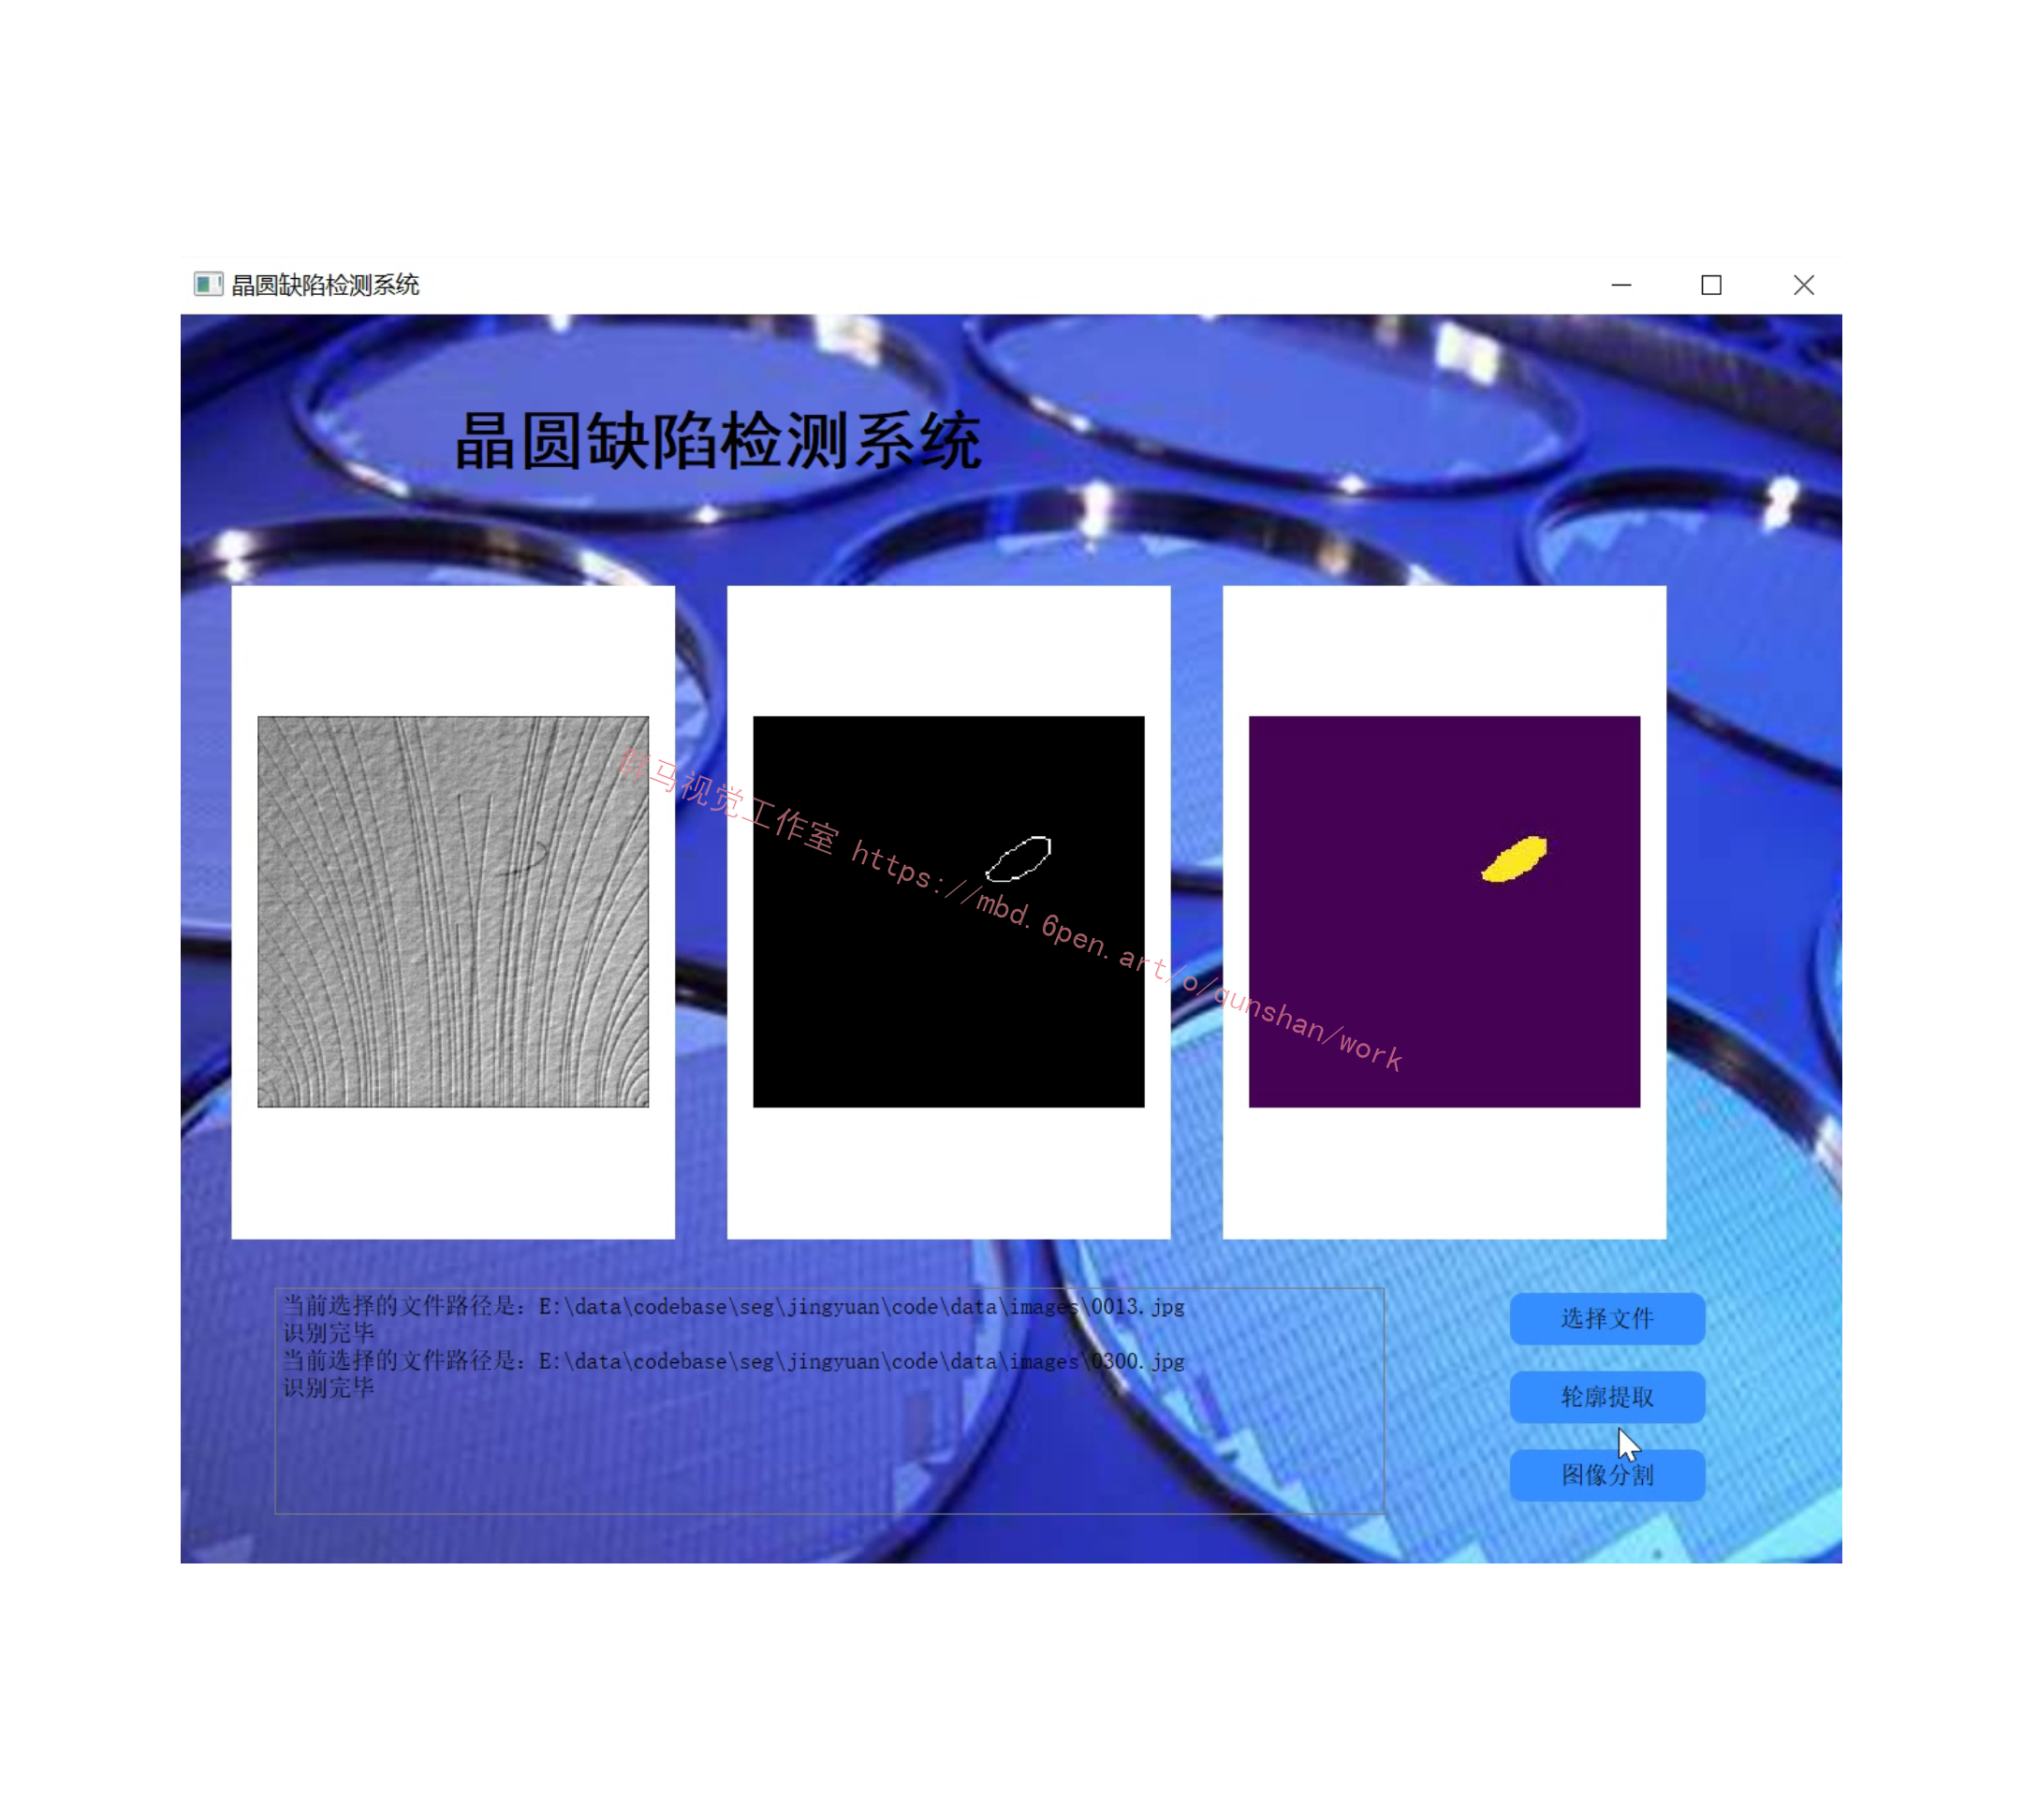 晶圆缺陷检测系统
晶圆缺陷检测系统
群马视觉工作室 https://mbd.6pen.art/o/qunshan/work
当前选择的文件路径是：E:\data\codebase\seg\jingyuan\code\data\images\0013.jpg
识别完毕
当前选择的文件路径是：E:\data\codebase\seg\jingyuan\code\data\images\0300.jpg
识别完毕
选择文件
轮廓提取
图像分割